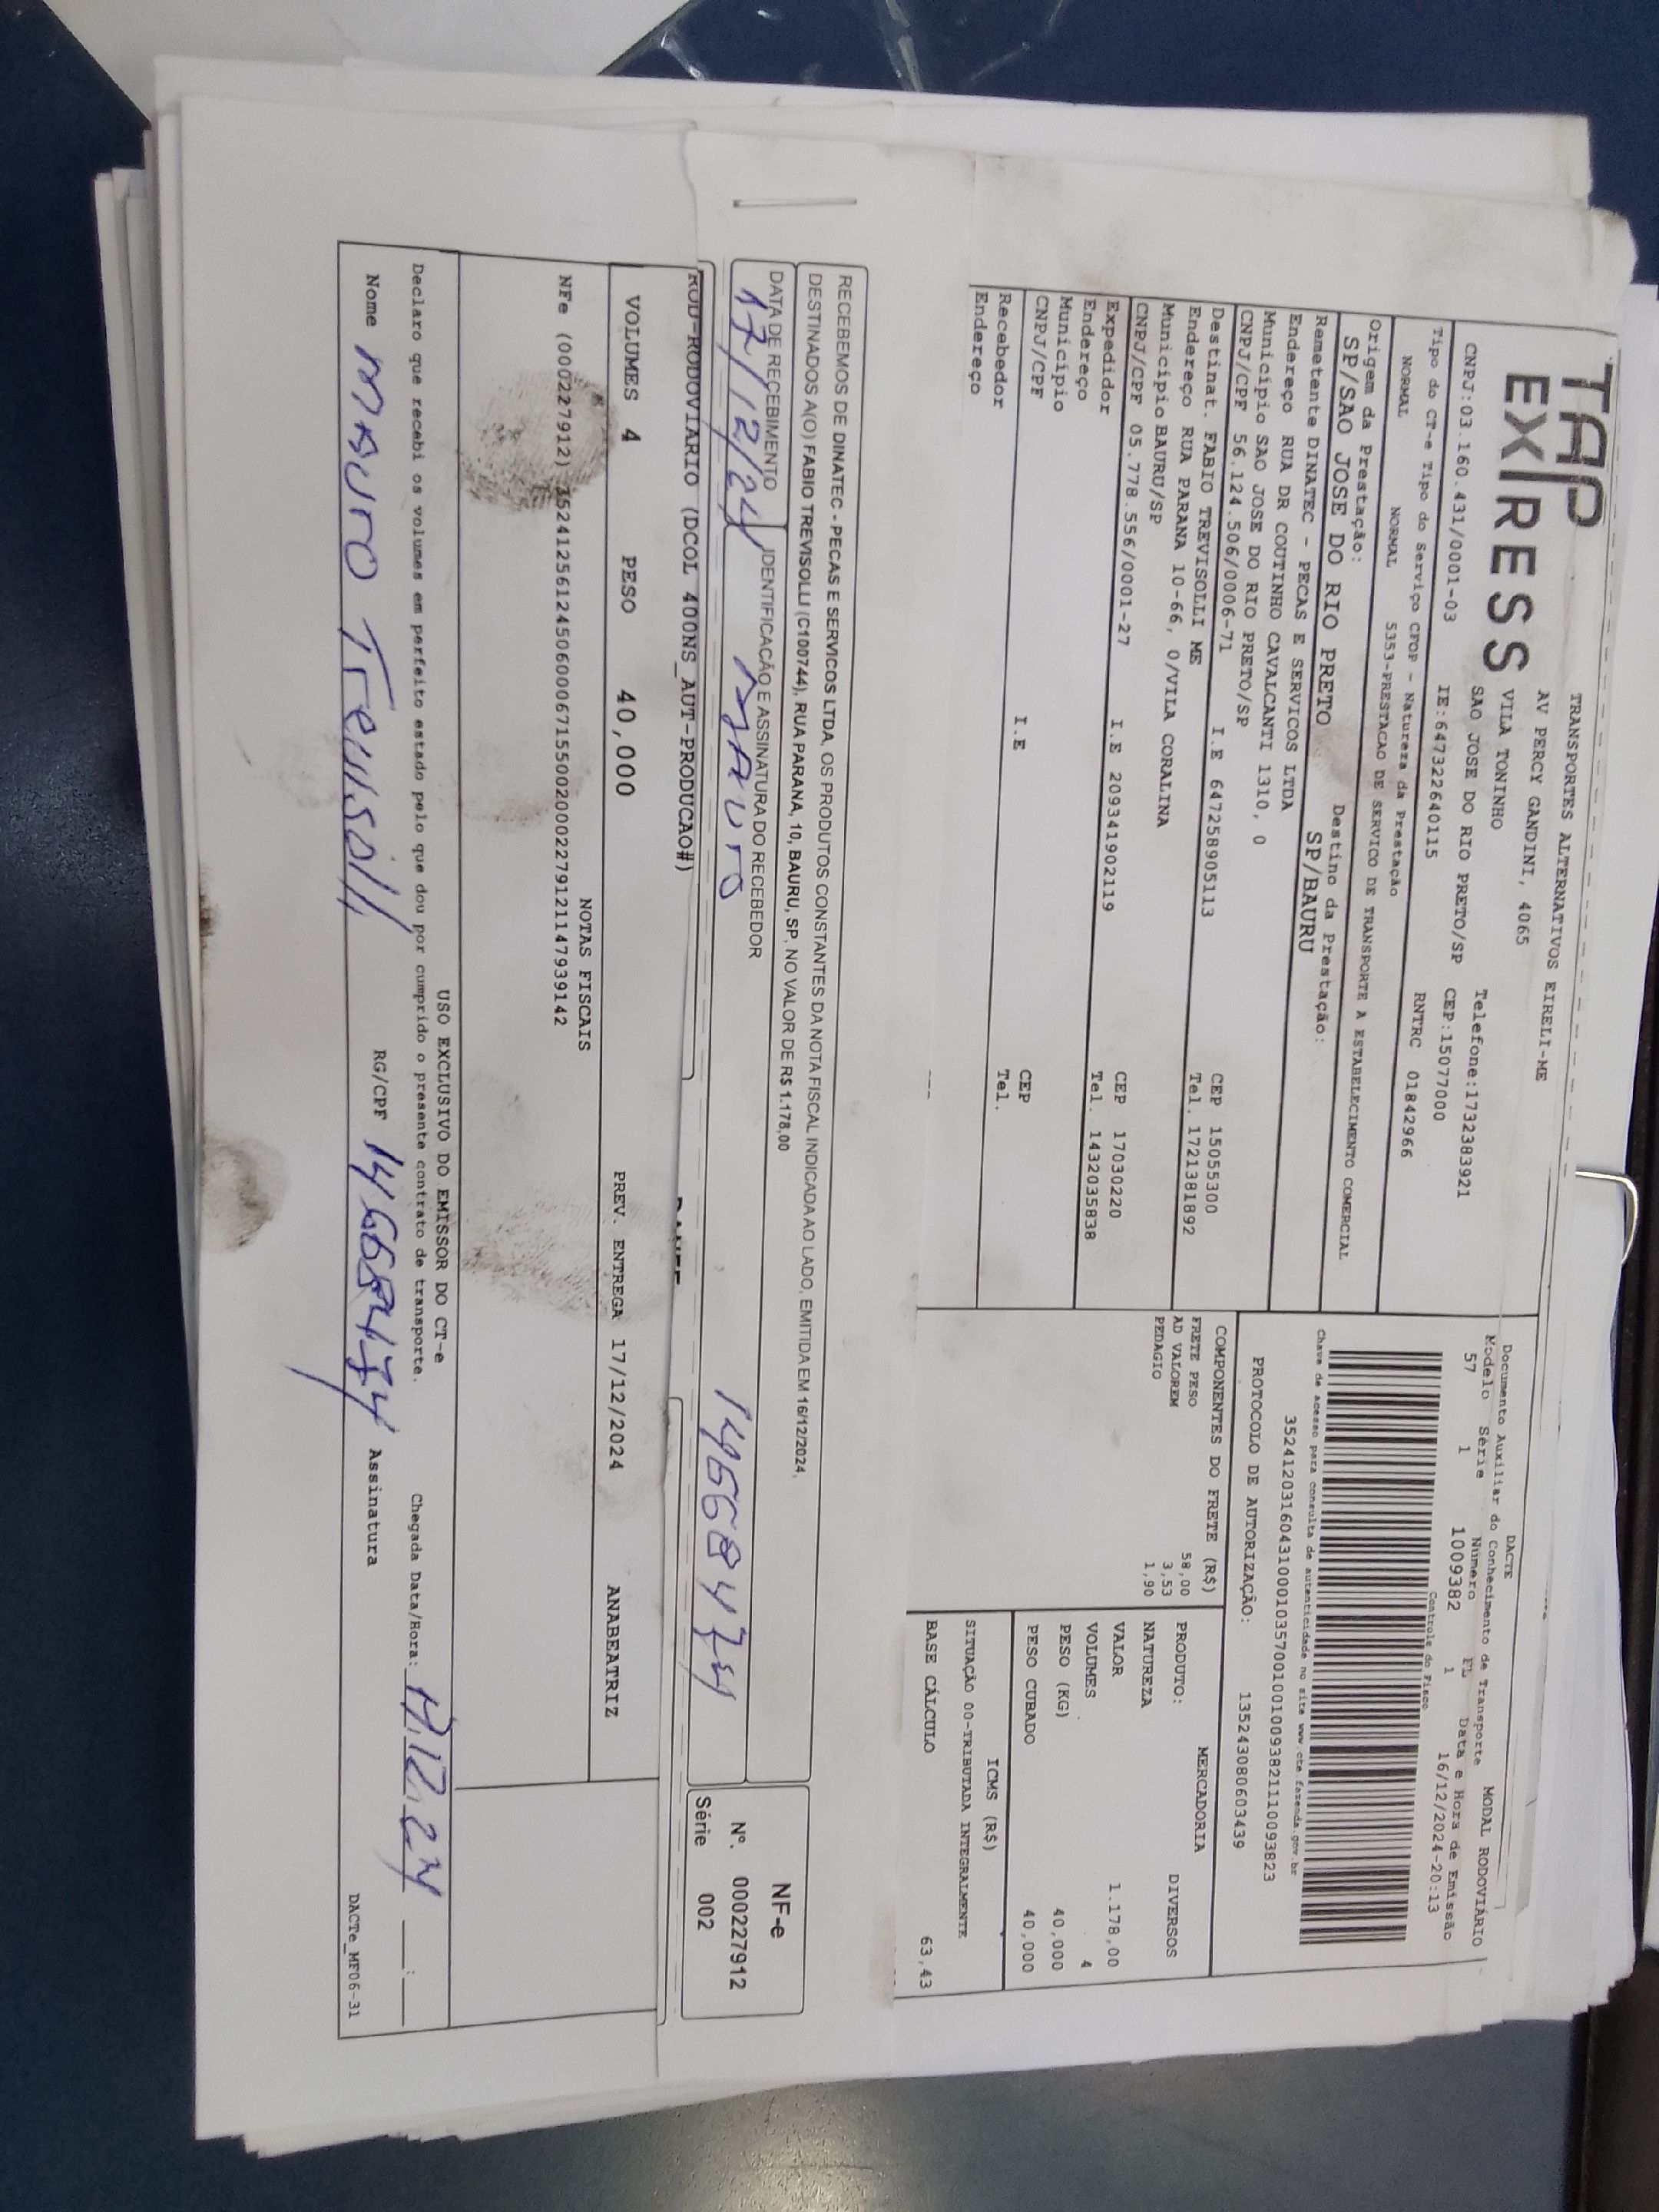 TAP EXPRESS
TRANSPORTES ALTERNATIVOS EIRELI-ME
AV PERCY GANDINI, 4065
VILA TONINHO
SAO JOSE DO RIO PRETO/SP Telefone:1732383921
CNPJ:03.160.431/0001-03 IE:647322640115 CEP:15077000
RNTRC 01842966
Tipo do CT-e Tipo do Serviço CFOP - Natureza da Prestação
NORMAL NORMAL 5353-PRESTACAO DE SERVICO DE TRANSPORTE A ESTABELECIMENTO COMERCIAL
Origem da Prestação: Destino da Prestação:
SP/SAO JOSE DO RIO PRETO SP/BAURU
Remetente DINATEC - PECAS E SERVICOS LTDA
Endereço RUA DR COUTINHO CAVALCANTI 1310, 0
Município SAO JOSE DO RIO PRETO/SP CEP 15055300
CNPJ/CPF 56.124.506/0006-71 I.E 647258905113 Tel. 1721381892
Destinat. FABIO TREVISOLLI ME
Endereço RUA PARANA 10-66, 0/VILA CORALINA
Município BAURU/SP CEP 17030220
CNPJ/CPF 05.778.556/0001-27 I.E 209341902119 Tel. 1432035838
Expedidor
Endereço
Município CEP
CNPJ/CPF I.E Tel.
Recebedor
Endereço
DACTE
Documento Auxiliar do Conhecimento de Transporte MODAL RODOVIÁRIO
Modelo Série Número FL Data e Hora de Emissão
57 1 1009382 1 16/12/2024-20:13
Controle do Fisco
Chave de acesso para consulta de autenticidade no site www.cte.fazenda.gov.br
35241203160431000103570010010093821110093823
PROTOCOLO DE AUTORIZAÇÃO: 135243080603439
COMPONENTES DO FRETE (R$)
FRETE PESO 58,00
AD VALOREM 3,53
PEDAGIO 1,90
MERCADORIA
PRODUTO: DIVERSOS
NATUREZA
VALOR 1.178,00
VOLUMES 4
PESO (KG) 40,000
PESO CUBADO 40,000
ICMS (R$)
SITUAÇÃO 00-TRIBUTADA INTEGRALMENTE
BASE CÁLCULO 63,43
RECEBEMOS DE DINATEC - PECAS E SERVICOS LTDA, OS PRODUTOS CONSTANTES DA NOTA FISCAL INDICADA AO LADO, EMITIDA EM 16/12/2024,
DESTINADOS A(O) FABIO TREVISOLLI (C100744), RUA PARANA, 10, BAURU, SP, NO VALOR DE R$ 1.178,00
DATA DE RECEBIMENTO IDENTIFICAÇÃO E ASSINATURA DO RECEBEDOR
17/12/24 MAURO 14668474
NF-e
Nº. 000227912
Série 002
ROD-RODOVIARIO (DCOL 400NS_AUT-PRODUCAO#)
VOLUMES 4 PESO 40,000 PREV. ENTREGA 17/12/2024 ANABEATRIZ
NOTAS FISCAIS
NFe (000227912) 35241256124506000671550020002279121147939142
USO EXCLUSIVO DO EMISSOR DO CT-e
Declaro que recebi os volumes em perfeito estado pelo que dou por cumprido o presente contrato de transporte. Chegada Data/Hora: 17.12.24 __:__
Nome MAURO Trevisolli RG/CPF 14668474 Assinatura
DACTe_MF06-31